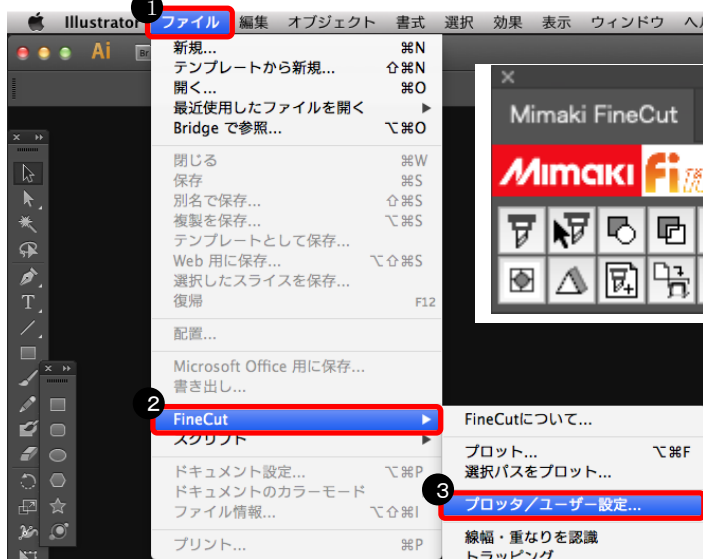 1
Illustrator ファイル 編集 オブジェクト 書式 選択 効果 表示 ウィンドウ
Ai Br
新規... ⌘N
テンプレートから新規... ⇧⌘N
開く... ⌘O
最近使用したファイルを開く ▶
Bridge で参照... ⌥⌘O
閉じる ⌘W
保存 ⌘S
別名で保存... ⇧⌘S
複製を保存... ⌥⌘S
テンプレートとして保存...
Web 用に保存... ⌥⇧⌘S
選択したスライスを保存...
復帰 F12
配置...
Microsoft Office 用に保存...
書き出し...
2
FineCut ▶
スクリプト ▶
ドキュメント設定... ⌥⌘P
ドキュメントのカラーモード
ファイル情報... ⌥⇧⌘I
プリント... ⌘P
Mimaki FineCut
Mimaki Fi
FineCutについて...
プロット... ⌥⌘F
選択パスをプロット...
3
プロッタ/ユーザー設定...
線幅・重なりを認識
トラッピング